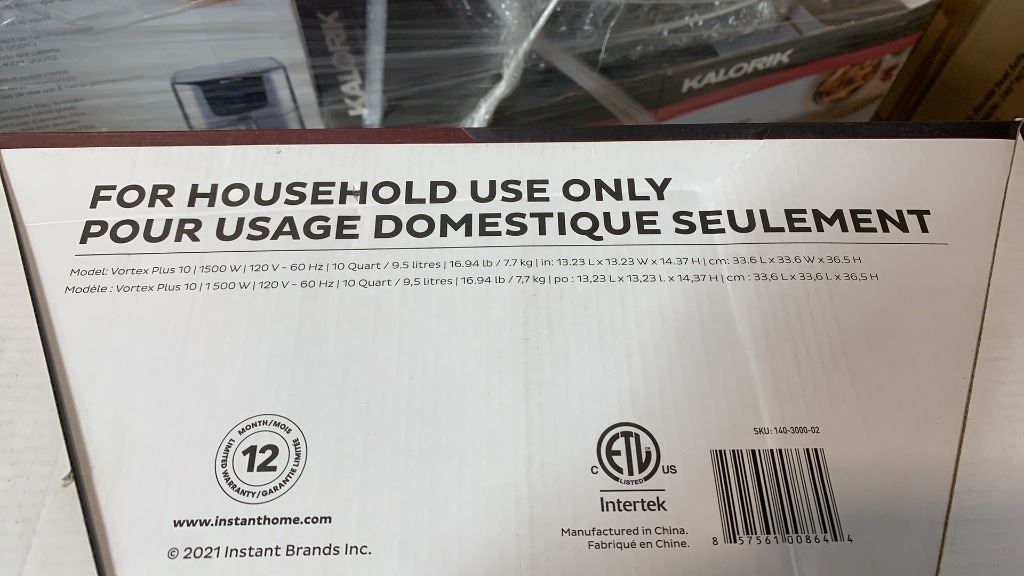 KALORIK
KALORIK
FOR HOUSEHOLD USE ONLY
POUR USAGE DOMESTIQUE SEULEMENT
Model: Vortex Plus 10 | 1500 W | 120 V ~ 60 Hz | 10 Quart / 9.5 litres | 16.94 lb / 7.7 kg | in: 13.23 L x 13.23 W x 14.37 H | cm: 33.6 L x 33.6 W x 36.5 H
Modèle : Vortex Plus 10 | 1 500 W | 120 V ~ 60 Hz | 10 Quart / 9,5 litres | 16,94 lb / 7,7 kg | po : 13,23 L x 13,23 L x 14,37 H | cm : 33,6 L x 33,6 L x 36,5 H
MONTH/MOIS
12
LIMITED WARRANTY/GARANTIE LIMITÉE
www.instanthome.com
© 2021 Instant Brands Inc.
C ETL US
LISTED
Intertek
Manufactured in China.
Fabriqué en Chine.
SKU: 140-3000-02
8 57561 00864 4